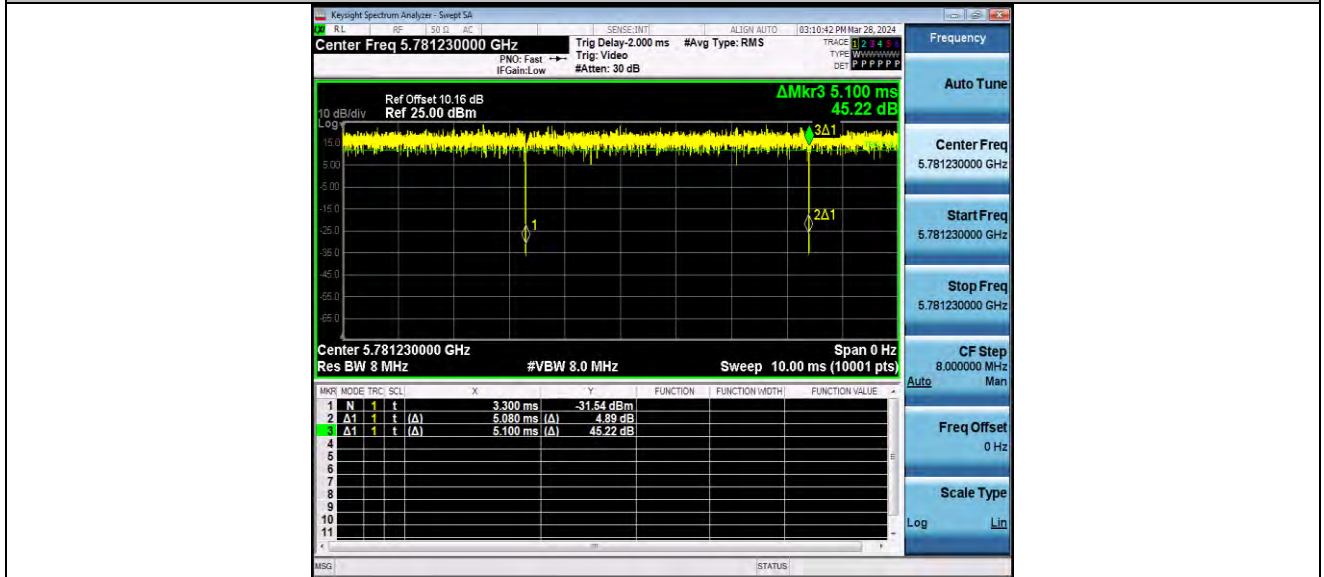 Keysight Spectrum Analyzer - Swept SA
RL RF 50 Ω AC SENSE:INT ALIGN AUTO 03:10:42 PM Mar 28, 2024
Center Freq 5.781230000 GHz
PNO: Fast
IFGain:Low
Trig Delay-2.000 ms
Trig: Video
#Atten: 30 dB
#Avg Type: RMS
TRACE 1 2 3 4 5 6
TYPE WWWWWW
DET P P P P P P
ΔMkr3 5.100 ms
45.22 dB
Ref Offset 10.16 dB
10 dB/div Ref 25.00 dBm
Log
15.0
5.00
-5.00
-15.0
-25.0
-35.0
-45.0
-55.0
-65.0
3Δ1
2Δ1
1
Center 5.781230000 GHz Span 0 Hz
Res BW 8 MHz #VBW 8.0 MHz Sweep 10.00 ms (10001 pts)
MKR MODE TRC SCL X Y FUNCTION FUNCTION WIDTH FUNCTION VALUE
1 N 1 t 3.300 ms -31.54 dBm
2 Δ1 1 t (Δ) 5.080 ms (Δ) 4.89 dB
3 Δ1 1 t (Δ) 5.100 ms (Δ) 45.22 dB
4
5
6
7
8
9
10
11
MSG STATUS
Frequency
Auto Tune
Center Freq
5.781230000 GHz
Start Freq
5.781230000 GHz
Stop Freq
5.781230000 GHz
CF Step
8.000000 MHz
Auto Man
Freq Offset
0 Hz
Scale Type
Log Lin